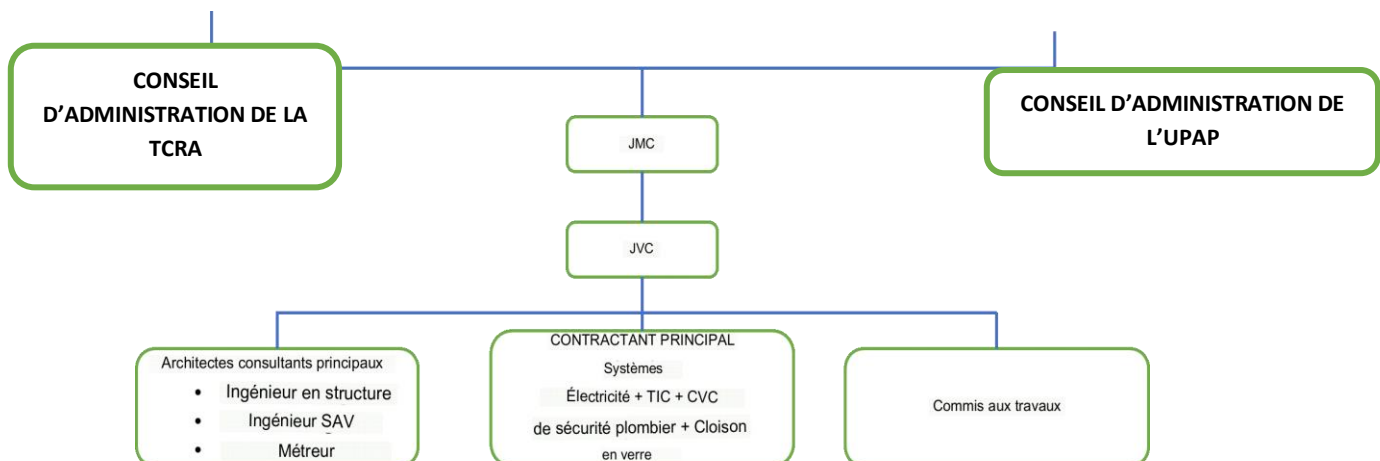 CONSEIL
D'ADMINISTRATION DE LA
TCRA
CONSEIL D'ADMINISTRATION DE
L'UPAP
JMC
JVC
Architectes consultants principaux
• Ingénieur en structure
• Ingénieur SAV
• Métreur
CONTRACTANT PRINCIPAL
Systèmes
Électricité + TIC + CVC
de sécurité plombier + Cloison
en verre
Commis aux travaux